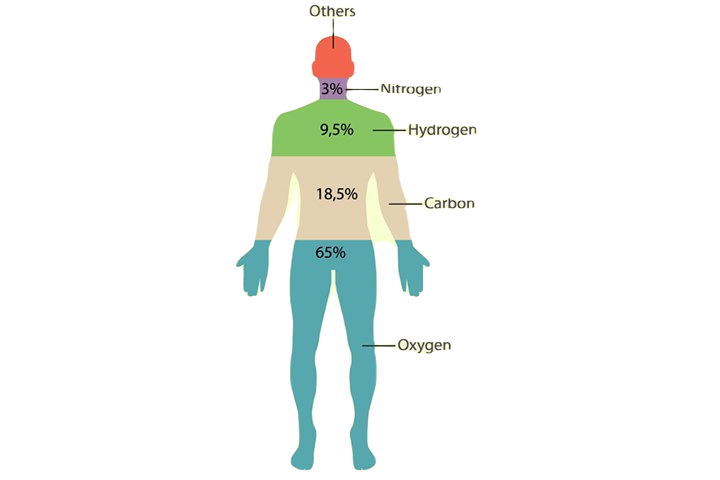 Others
3%
Nitrogen
9,5%
Hydrogen
18,5%
Carbon
65%
Oxygen